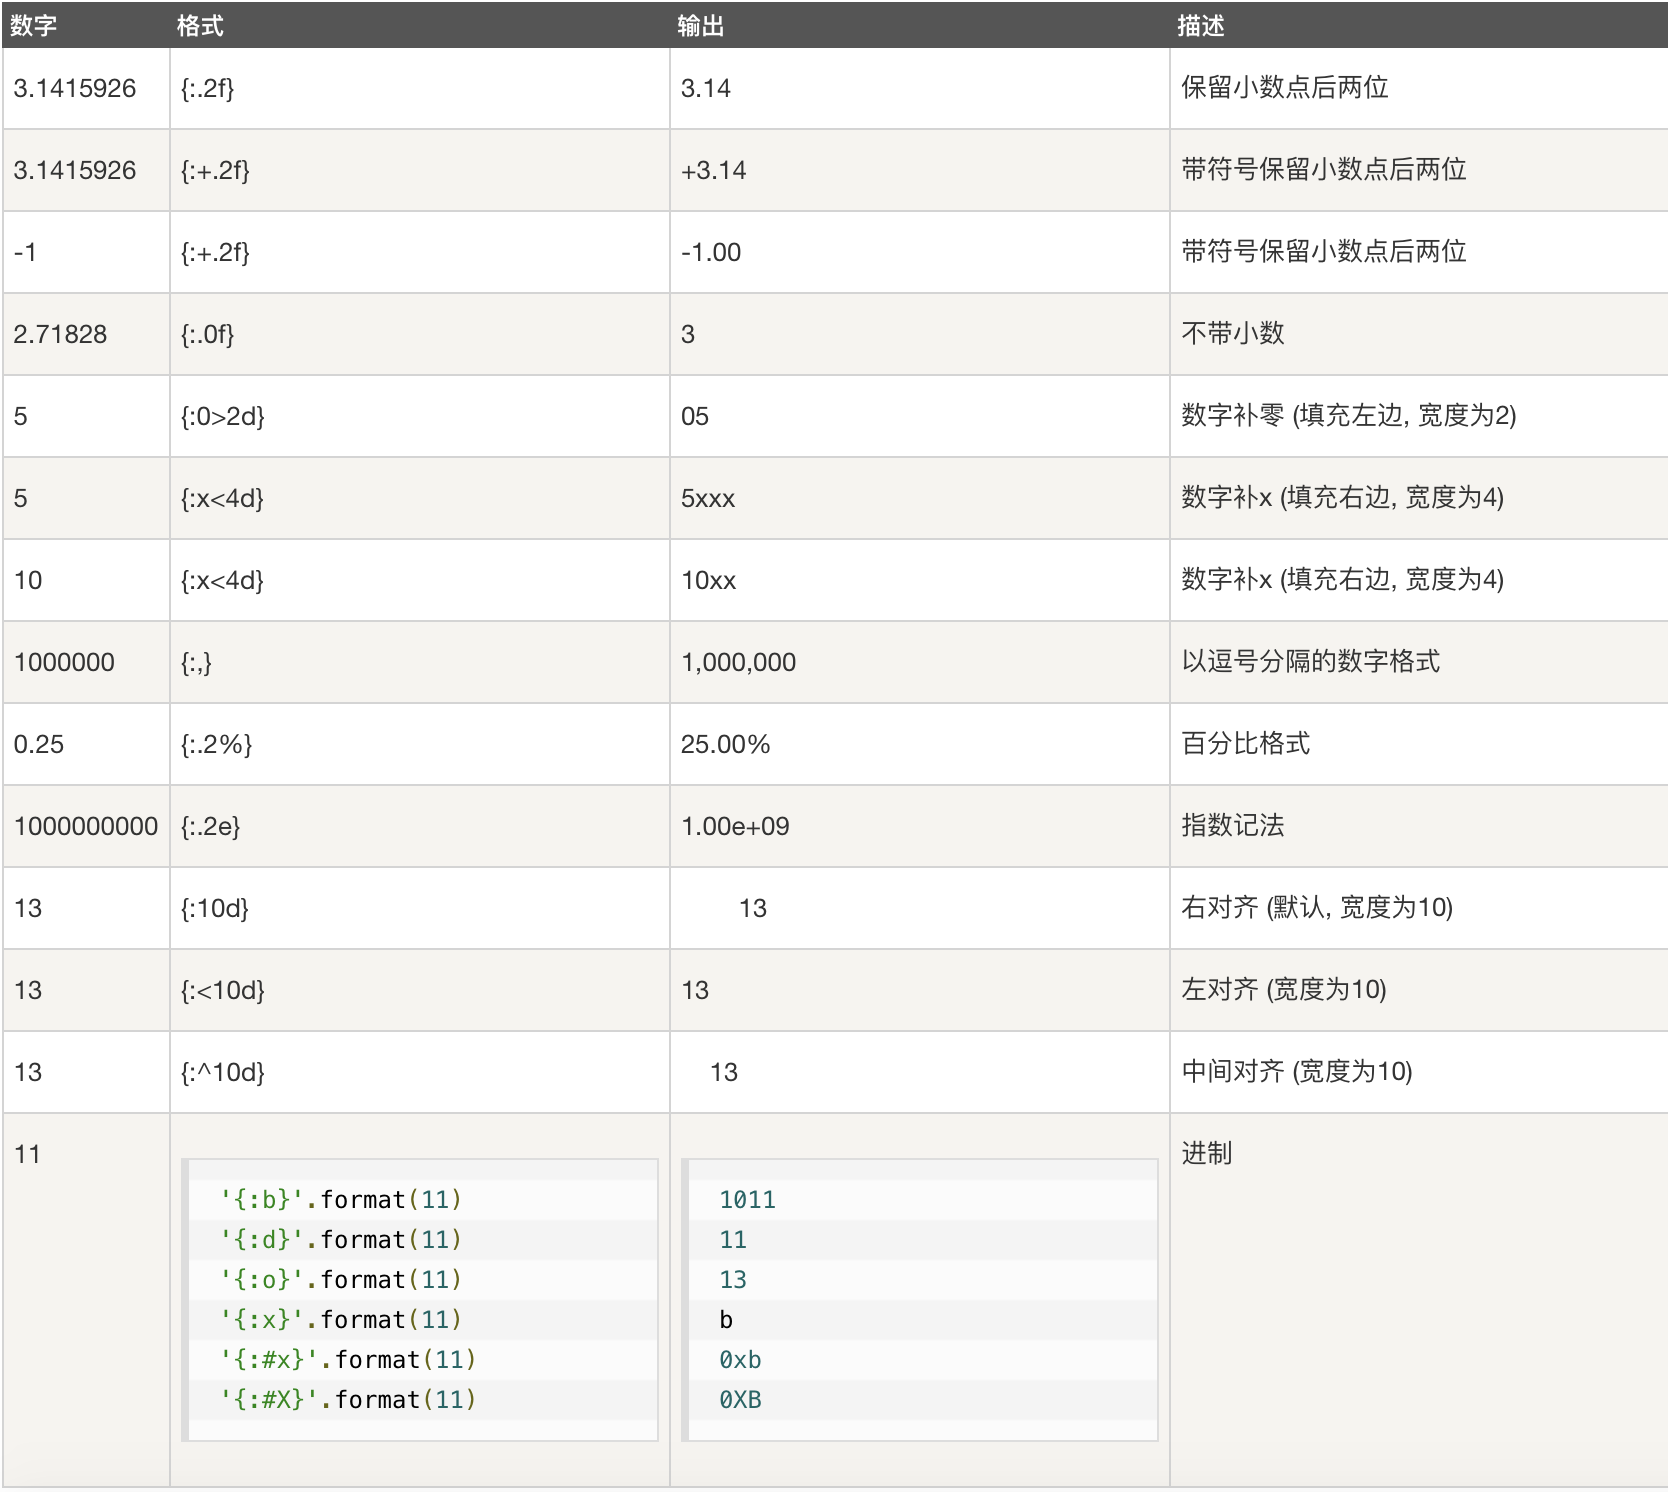 数字 格式 输出 描述
3.1415926 {:.2f} 3.14 保留小数点后两位
3.1415926 {:+.2f} +3.14 带符号保留小数点后两位
-1 {:+.2f} -1.00 带符号保留小数点后两位
2.71828 {:.0f} 3 不带小数
5 {:0>2d} 05 数字补零 (填充左边, 宽度为2)
5 {:x<4d} 5xxx 数字补x (填充右边, 宽度为4)
10 {:x<4d} 10xx 数字补x (填充右边, 宽度为4)
1000000 {:,} 1,000,000 以逗号分隔的数字格式
0.25 {:.2%} 25.00% 百分比格式
1000000000 {:.2e} 1.00e+09 指数记法
13 {:10d} 13 右对齐 (默认, 宽度为10)
13 {:<10d} 13 左对齐 (宽度为10)
13 {:^10d} 13 中间对齐 (宽度为10)
11 进制
'{:b}'.format(11) 1011
'{:d}'.format(11) 11
'{:o}'.format(11) 13
'{:x}'.format(11) b
'{:#x}'.format(11) 0xb
'{:#X}'.format(11) 0XB